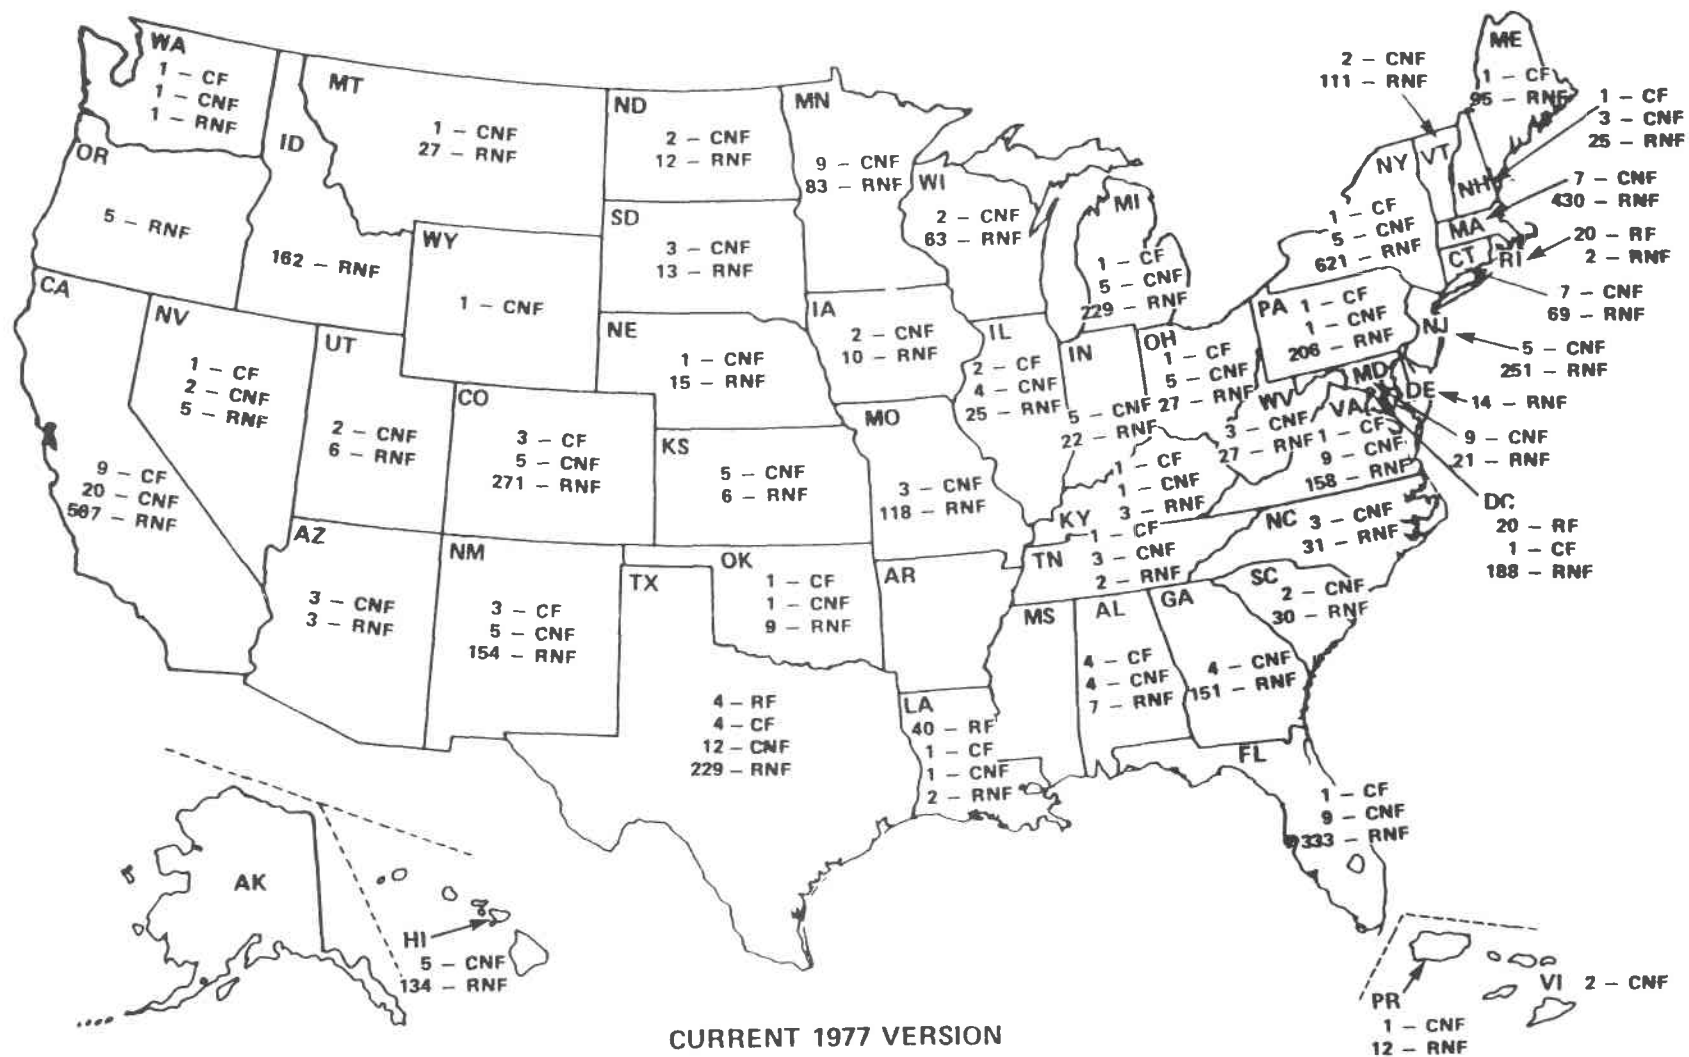 WA
1 – CF
1 – CNF
1 – RNF
OR
5 – RNF
ID
162 – RNF
MT
1 – CNF
27 – RNF
WY
1 – CNF
ND
2 – CNF
12 – RNF
SD
3 – CNF
13 – RNF
NE
1 – CNF
15 – RNF
KS
5 – CNF
6 – RNF
CA
9 – CF
20 – CNF
NV
1 – CF
2 – CNF
5 – RNF
UT
2 – CNF
6 – RNF
CO
3 – CF
5 – CNF
271 – RNF
AZ
3 – CNF
3 – RNF
NM
3 – CF
5 – CNF
154 – RNF
OK
1 – CF
1 – CNF
9 – RNF
TX
4 – RF
4 – CF
12 – CNF
229 – RNF
MN
9 – CNF
83 – RNF
WI
2 – CNF
63 – RNF
IA
2 – CNF
10 – RNF
MO
3 – CNF
118 – RNF
AR
LA
40 – RF
1 – CF
1 – CNF
2 – RNF
MI
1 – CF
5 – CNF
229 – RNF
IL
2 – CF
4 – CNF
25 – RNF
IN
5 – CNF
22 – RNF
OH
1 – CF
5 – CNF
27 – RNF
KY
1 – CF
1 – CNF
3 – RNF
TN
1 – CF
3 – CNF
2 – RNF
MS
AL
4 – CF
4 – CNF
7 – RNF
GA
4 – CNF
151 – RNF
FL
1 – CF
9 – CNF
333 – RNF
SC
2 – CNF
30 – RNF
NC
3 – CNF
31 – RNF
VA
1 – CF
9 – CNF
158 – RNF
WV
3 – CNF
27 – RNF
PA
1 – CF
1 – CNF
206 – RNF
NY
1 – CF
5 – CNF
621 – RNF
VT
2 – CNF
111 – RNF
ME
1 – CF
95 – RNF
NH
1 – CF
3 – CNF
25 – RNF
MA
7 – CNF
430 – RNF
RI
20 – RF
2 – RNF
CT
7 – CNF
69 – RNF
NJ
5 – CNF
251 – RNF
DE
14 – RNF
MD
9 – CNF
21 – RNF
DC
20 – RF
1 – CF
188 – RNF
AK
HI
5 – CNF
134 – RNF
PR
1 – CNF
12 – RNF
VI 2 – CNF
CURRENT 1977 VERSION